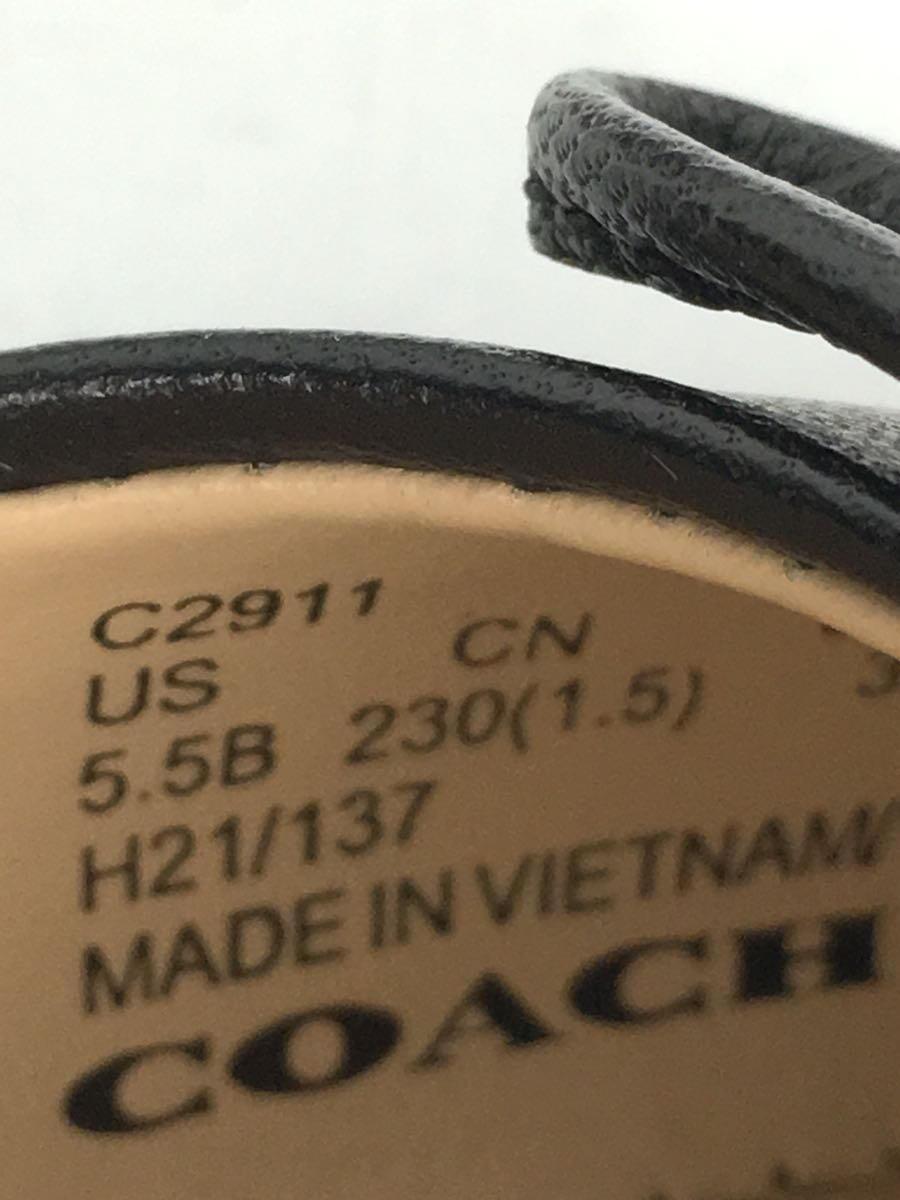 C2911
US CN
5.5B 230(1.5)
H21/137
MADE IN VIETNAM/
COACH